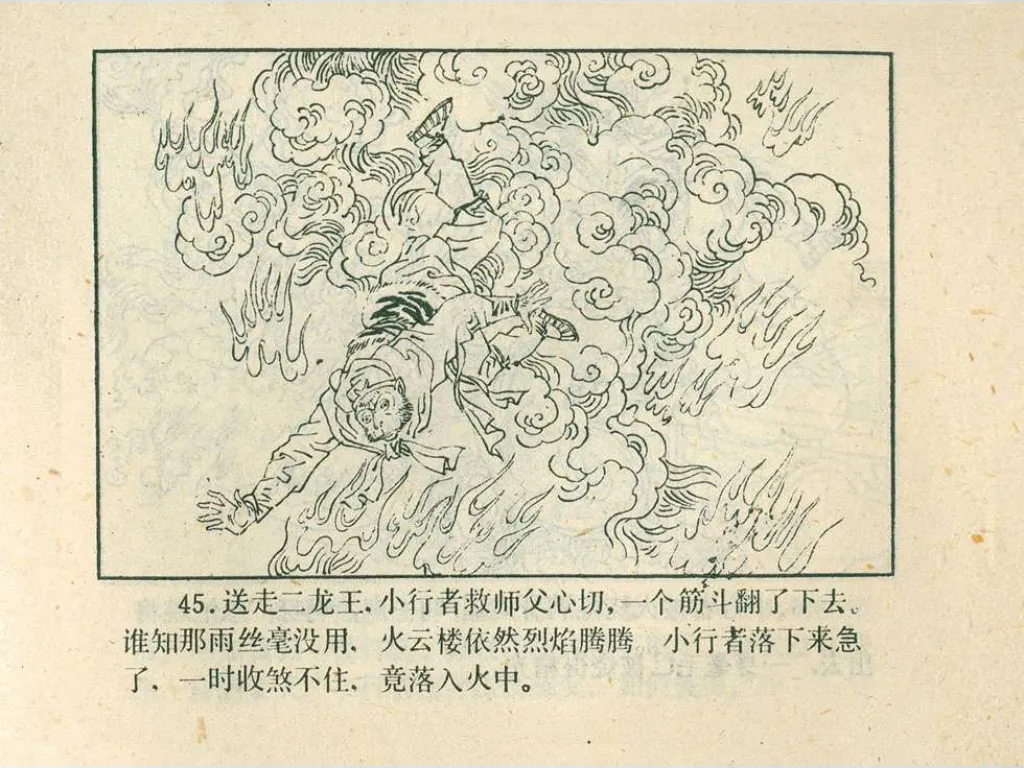 45.送走二龙王,小行者救师父心切,一个筋斗翻了下去。
谁知那雨丝毫没用,火云楼依然烈焰腾腾 小行者落下来急
了,一时收煞不住,竟落入火中。